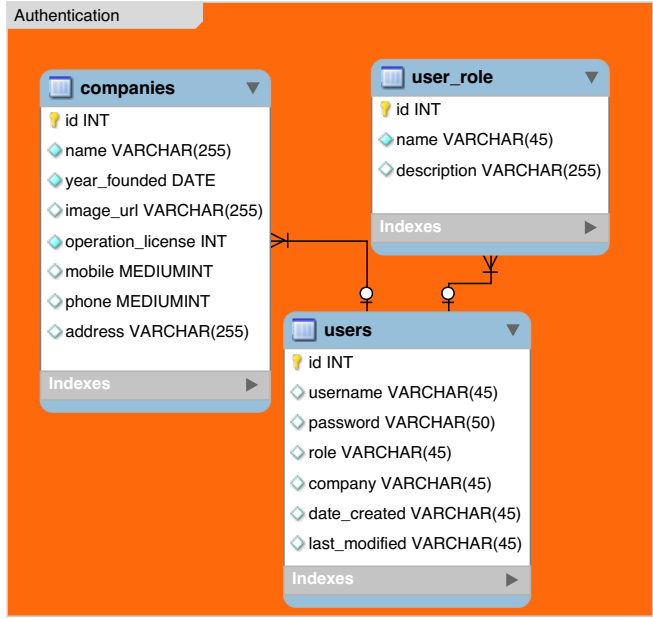 Authentication
companies
id INT
name VARCHAR(255)
year_founded DATE
image_url VARCHAR(255)
operation_license INT
mobile MEDIUMINT
phone MEDIUMINT
address VARCHAR(255)
Indexes
user_role
id INT
name VARCHAR(45)
description VARCHAR(255)
Indexes
users
id INT
username VARCHAR(45)
password VARCHAR(50)
role VARCHAR(45)
company VARCHAR(45)
date_created VARCHAR(45)
last_modified VARCHAR(45)
Indexes